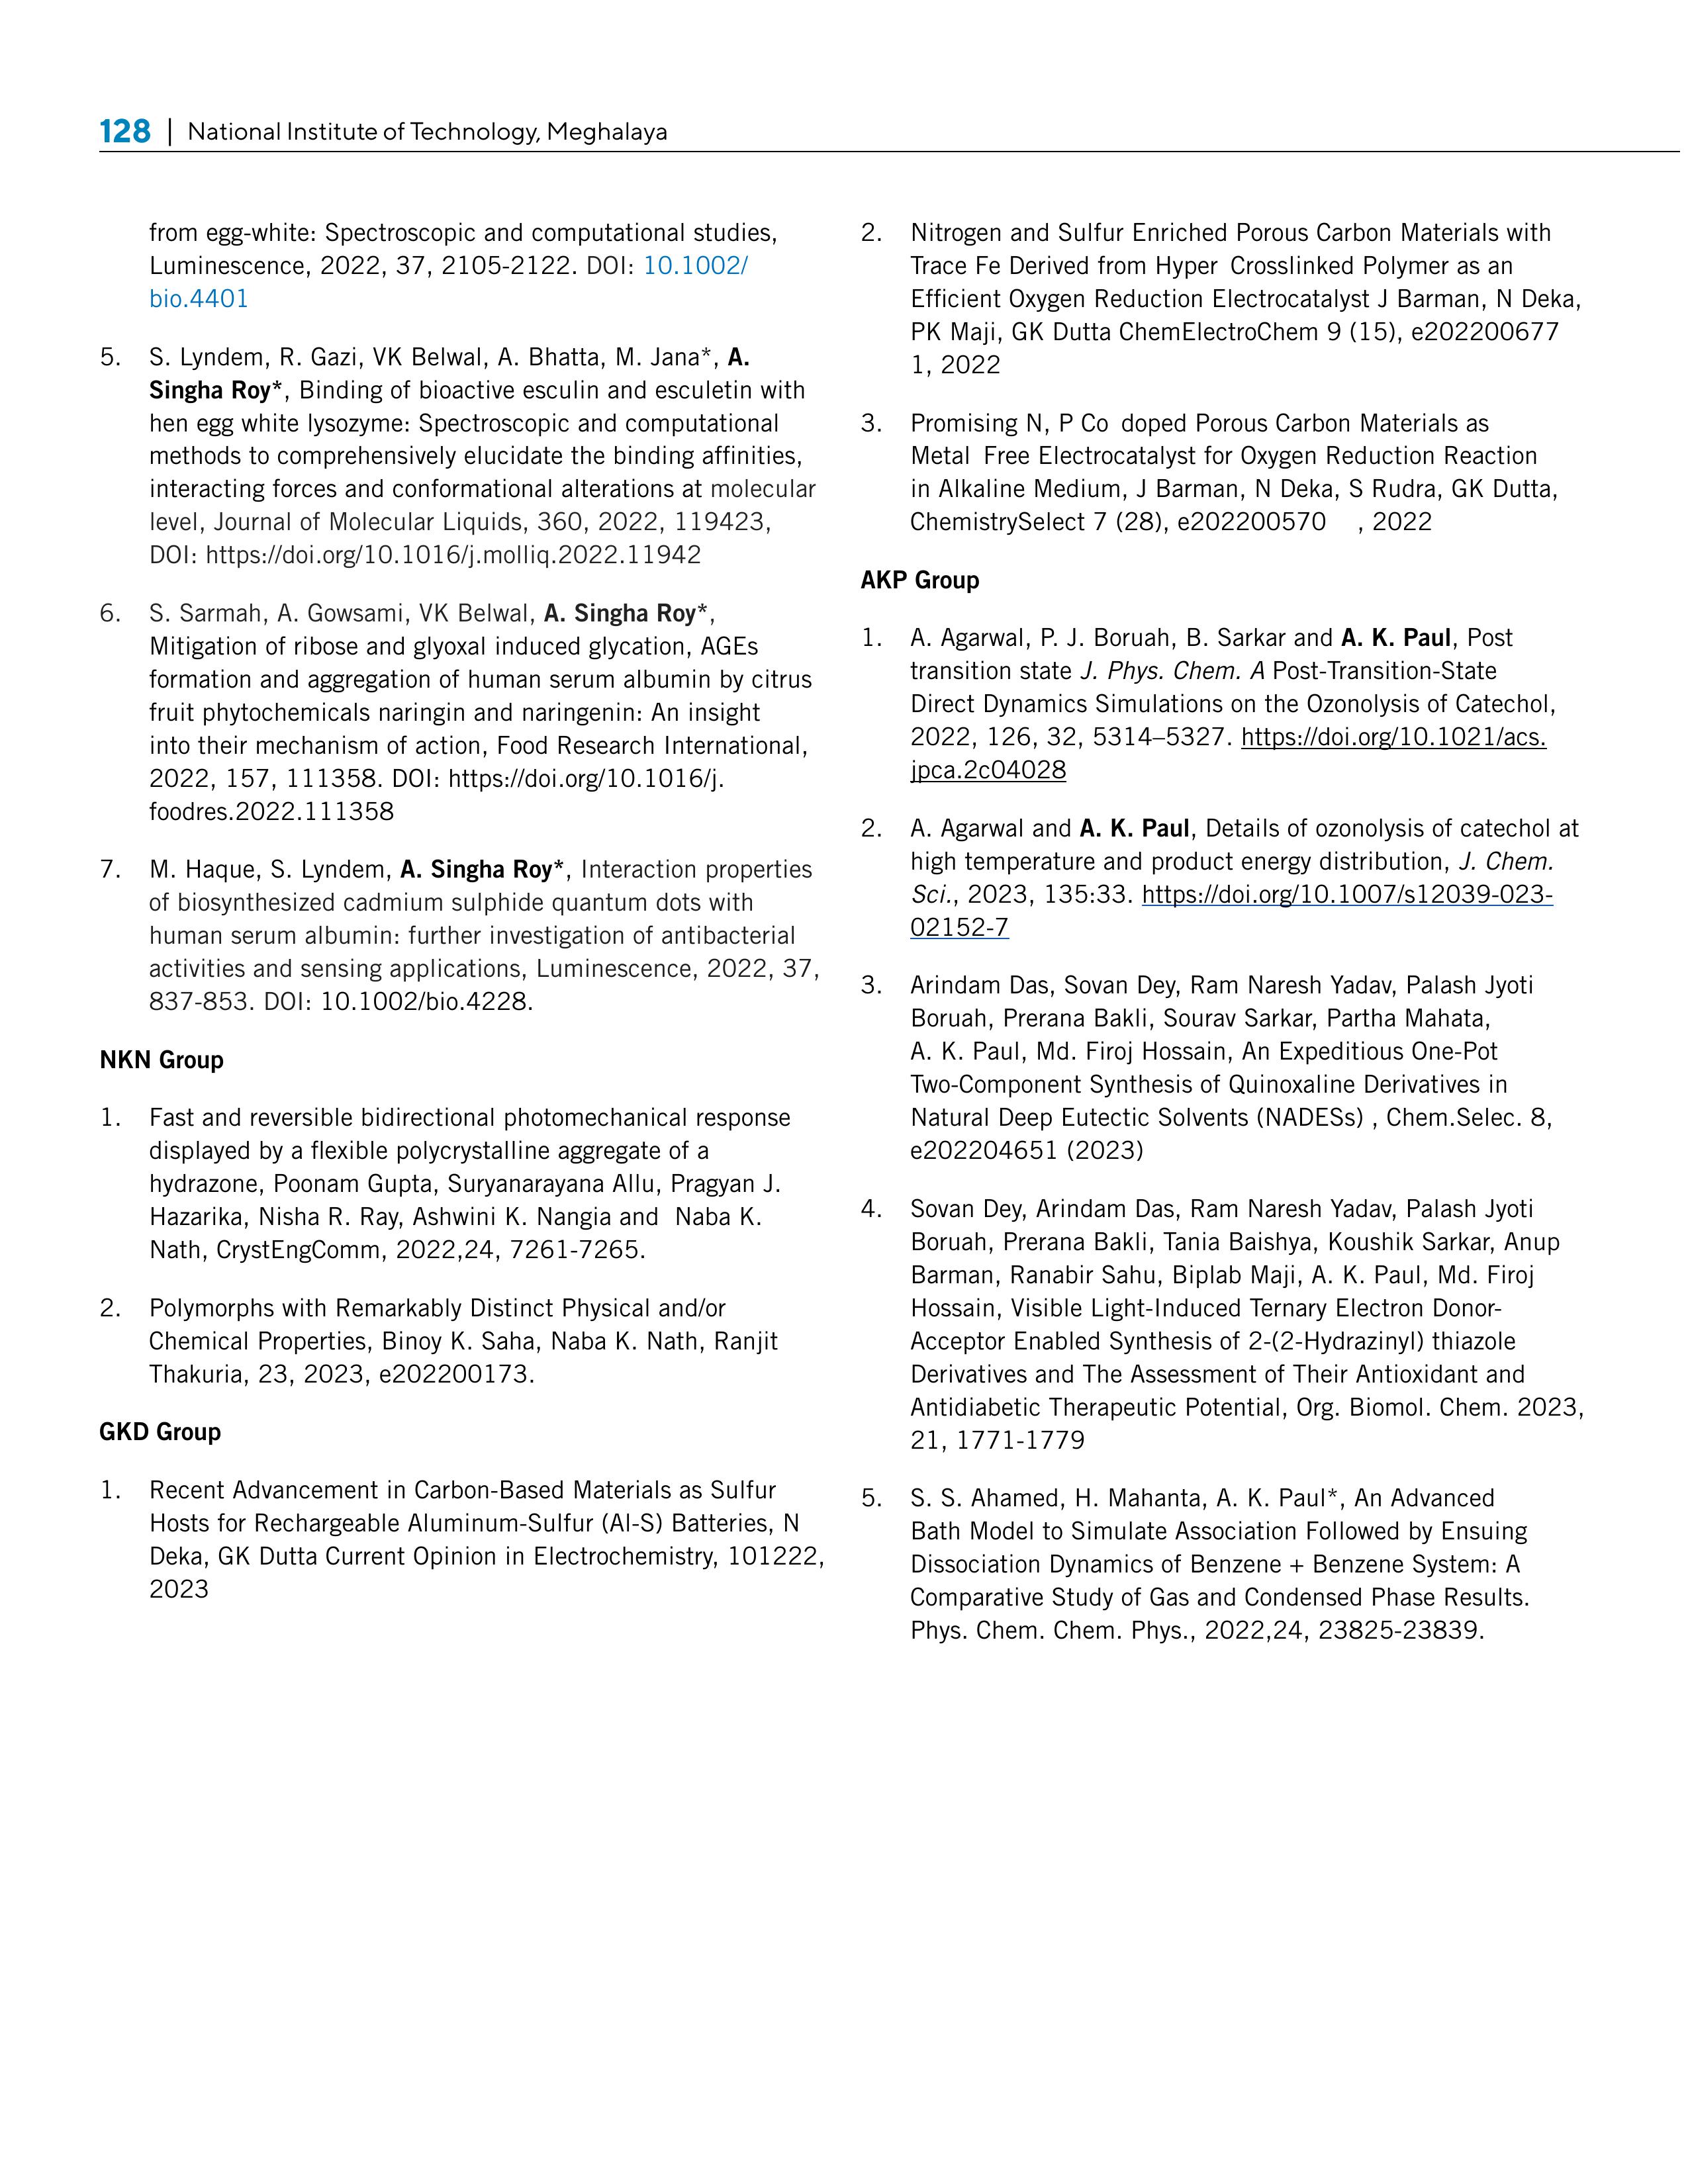 128 | National Institute of Technology, Meghalaya
from egg-white: Spectroscopic and computational studies,
Luminescence, 2022, 37, 2105-2122. DOI: 10.1002/
bio.4401
5. S. Lyndem, R. Gazi, VK Belwal, A. Bhatta, M. Jana*, A.
Singha Roy*, Binding of bioactive esculin and esculetin with
hen egg white lysozyme: Spectroscopic and computational
methods to comprehensively elucidate the binding affinities,
interacting forces and conformational alterations at molecular
level, Journal of Molecular Liquids, 360, 2022, 119423,
DOI: https://doi.org/10.1016/j.molliq.2022.11942
6. S. Sarmah, A. Gowsami, VK Belwal, A. Singha Roy*,
Mitigation of ribose and glyoxal induced glycation, AGEs
formation and aggregation of human serum albumin by citrus
fruit phytochemicals naringin and naringenin: An insight
into their mechanism of action, Food Research International,
2022, 157, 111358. DOI: https://doi.org/10.1016/j.
foodres.2022.111358
7. M. Haque, S. Lyndem, A. Singha Roy*, Interaction properties
of biosynthesized cadmium sulphide quantum dots with
human serum albumin: further investigation of antibacterial
activities and sensing applications, Luminescence, 2022, 37,
837-853. DOI: 10.1002/bio.4228.
NKN Group
1. Fast and reversible bidirectional photomechanical response
displayed by a flexible polycrystalline aggregate of a
hydrazone, Poonam Gupta, Suryanarayana Allu, Pragyan J.
Hazarika, Nisha R. Ray, Ashwini K. Nangia and Naba K.
Nath, CrystEngComm, 2022,24, 7261-7265.
2. Polymorphs with Remarkably Distinct Physical and/or
Chemical Properties, Binoy K. Saha, Naba K. Nath, Ranjit
Thakuria, 23, 2023, e202200173.
GKD Group
1. Recent Advancement in Carbon-Based Materials as Sulfur
Hosts for Rechargeable Aluminum-Sulfur (Al-S) Batteries, N
Deka, GK Dutta Current Opinion in Electrochemistry, 101222,
2023
2. Nitrogen and Sulfur Enriched Porous Carbon Materials with
Trace Fe Derived from Hyper Crosslinked Polymer as an
Efficient Oxygen Reduction Electrocatalyst J Barman, N Deka,
PK Maji, GK Dutta ChemElectroChem 9 (15), e202200677
1, 2022
3. Promising N, P Co doped Porous Carbon Materials as
Metal Free Electrocatalyst for Oxygen Reduction Reaction
in Alkaline Medium, J Barman, N Deka, S Rudra, GK Dutta,
ChemistrySelect 7 (28), e202200570 , 2022
AKP Group
1. A. Agarwal, P. J. Boruah, B. Sarkar and A. K. Paul, Post
transition state J. Phys. Chem. A Post-Transition-State
Direct Dynamics Simulations on the Ozonolysis of Catechol,
2022, 126, 32, 5314–5327. https://doi.org/10.1021/acs.
jpca.2c04028
2. A. Agarwal and A. K. Paul, Details of ozonolysis of catechol at
high temperature and product energy distribution, J. Chem.
Sci., 2023, 135:33. https://doi.org/10.1007/s12039-023-
02152-7
3. Arindam Das, Sovan Dey, Ram Naresh Yadav, Palash Jyoti
Boruah, Prerana Bakli, Sourav Sarkar, Partha Mahata,
A. K. Paul, Md. Firoj Hossain, An Expeditious One-Pot
Two-Component Synthesis of Quinoxaline Derivatives in
Natural Deep Eutectic Solvents (NADESs) , Chem.Selec. 8,
e202204651 (2023)
4. Sovan Dey, Arindam Das, Ram Naresh Yadav, Palash Jyoti
Boruah, Prerana Bakli, Tania Baishya, Koushik Sarkar, Anup
Barman, Ranabir Sahu, Biplab Maji, A. K. Paul, Md. Firoj
Hossain, Visible Light-Induced Ternary Electron Donor-
Acceptor Enabled Synthesis of 2-(2-Hydrazinyl) thiazole
Derivatives and The Assessment of Their Antioxidant and
Antidiabetic Therapeutic Potential, Org. Biomol. Chem. 2023,
21, 1771-1779
5. S. S. Ahamed, H. Mahanta, A. K. Paul*, An Advanced
Bath Model to Simulate Association Followed by Ensuing
Dissociation Dynamics of Benzene + Benzene System: A
Comparative Study of Gas and Condensed Phase Results.
Phys. Chem. Chem. Phys., 2022,24, 23825-23839.